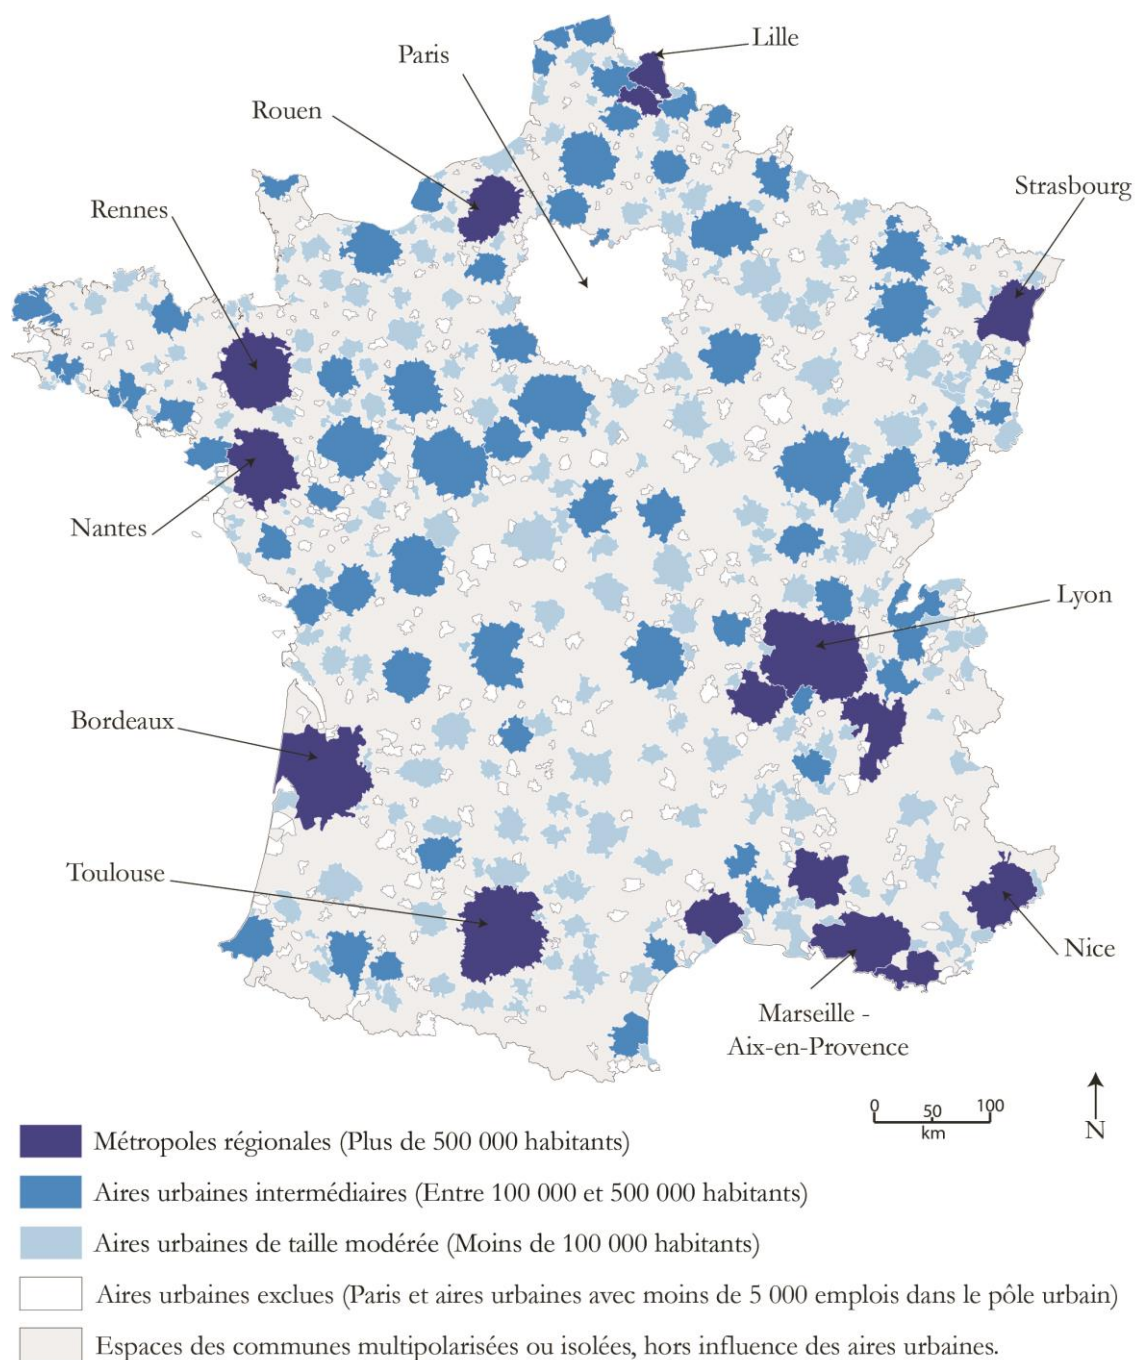 Lille
Paris
Rouen
Strasbourg
Rennes
Nantes
Lyon
Bordeaux
Toulouse
Nice
Marseille -
Aix-en-Provence
0 50 100
km
N
Métropoles régionales (Plus de 500 000 habitants)
Aires urbaines intermédiaires (Entre 100 000 et 500 000 habitants)
Aires urbaines de taille modérée (Moins de 100 000 habitants)
Aires urbaines exclues (Paris et aires urbaines avec moins de 5 000 emplois dans le pôle urbain)
Espaces des communes multipolarisées ou isolées, hors influence des aires urbaines.